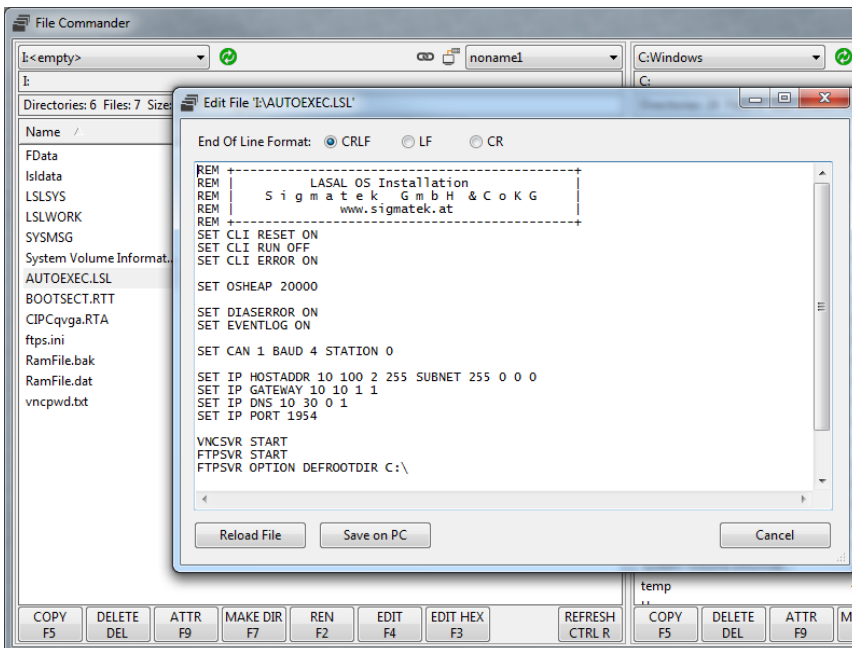 File Commander
I:<empty>
noname1
C:Windows
I:
C:
Directories: 6 Files: 7 Size:
Name
FData
lsldata
LSLSYS
LSLWORK
SYSMSG
System Volume Informat..
AUTOEXEC.LSL
BOOTSECT.RTT
CIPCqvga.RTA
ftps.ini
RamFile.bak
RamFile.dat
vncpwd.txt
Edit File 'I:\AUTOEXEC.LSL'
End Of Line Format: CRLF LF CR
REM +-------------------------------------------+
REM | LASAL OS Installation |
REM | S i g m a t e k G m b H & C o K G |
REM | www.sigmatek.at |
REM +-------------------------------------------+
SET CLI RESET ON
SET CLI RUN OFF
SET CLI ERROR ON
SET OSHEAP 20000
SET DIASERROR ON
SET EVENTLOG ON
SET CAN 1 BAUD 4 STATION 0
SET IP HOSTADDR 10 100 2 255 SUBNET 255 0 0 0
SET IP GATEWAY 10 10 1 1
SET IP DNS 10 30 0 1
SET IP PORT 1954
VNCSVR START
FTPSVR START
FTPSVR OPTION DEFROOTDIR C:\
Reload File
Save on PC
Cancel
temp
COPY F5
DELETE DEL
ATTR F9
MAKE DIR F7
REN F2
EDIT F4
EDIT HEX F3
REFRESH CTRL R
COPY F5
DELETE DEL
ATTR F9
M